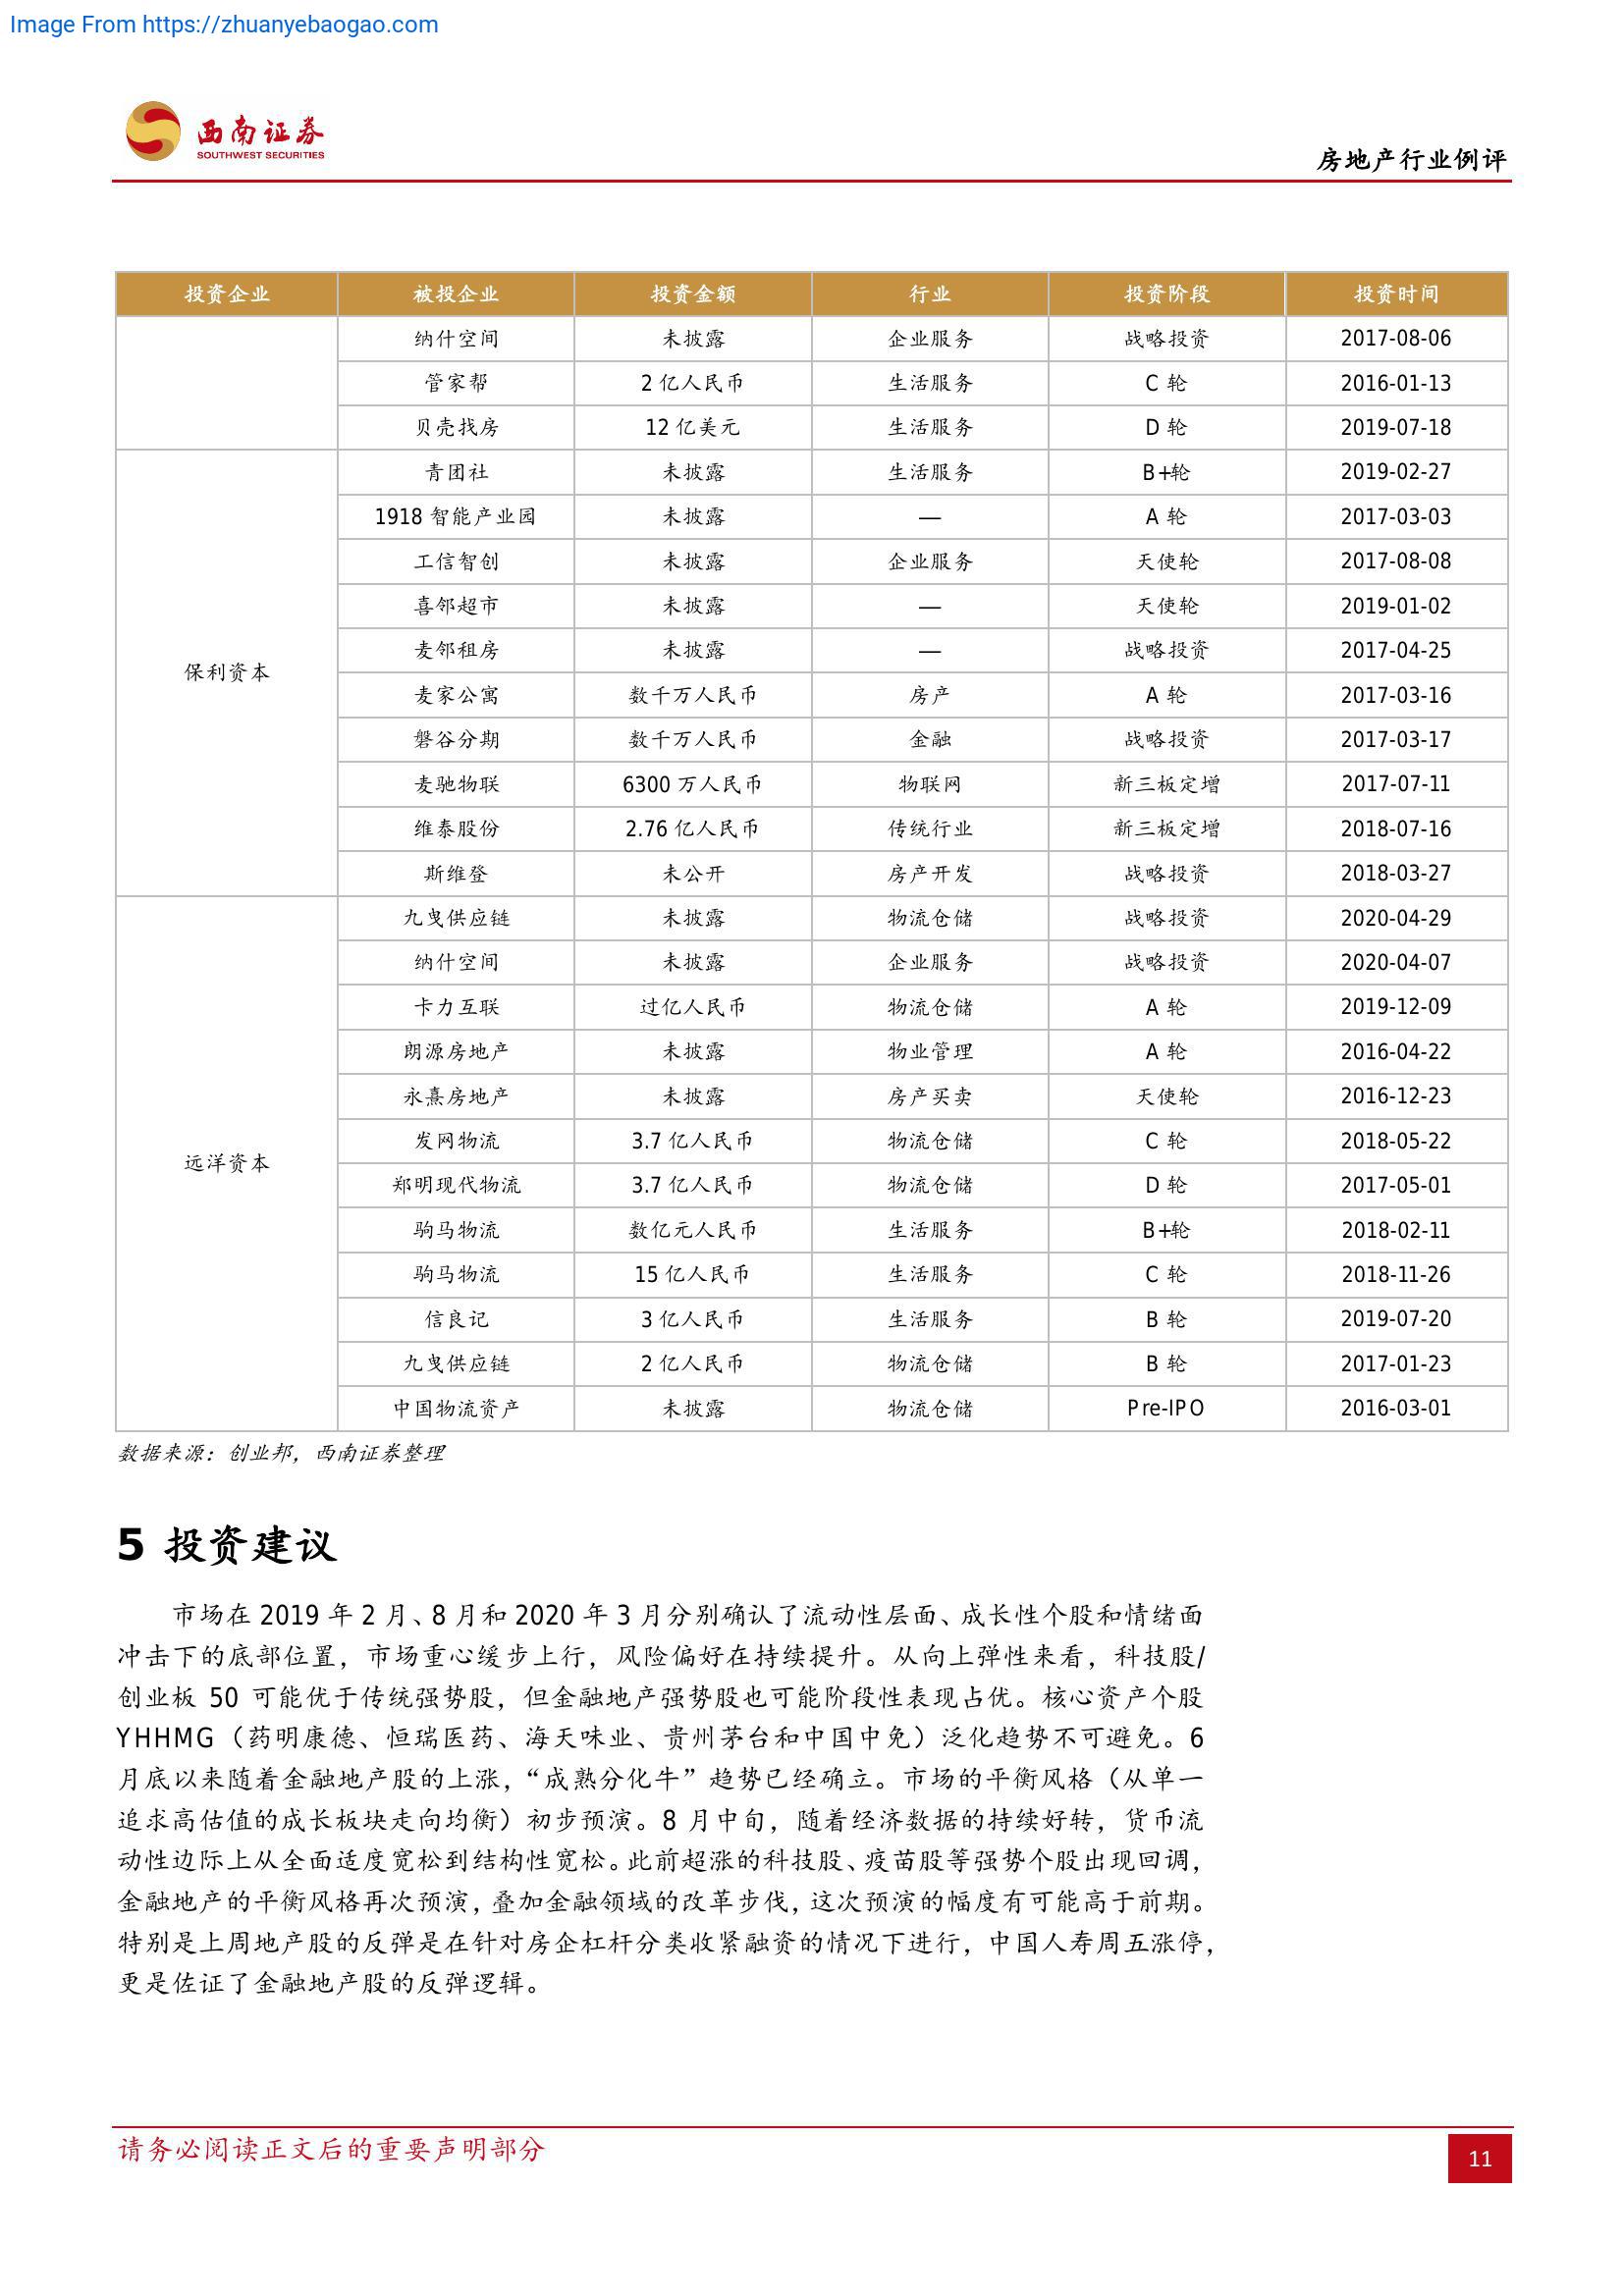 Image From https://zhuanyebaogao.com
西南证券
SOUTHWEST SECURITIES
房地产行业例评
投资企业 被投企业 投资金额 行业 投资阶段 投资时间
纳什空间 未披露 企业服务 战略投资 2017-08-06
管家帮 2 亿人民币 生活服务 C 轮 2016-01-13
贝壳找房 12 亿美元 生活服务 D 轮 2019-07-18
保利资本
青团社 未披露 生活服务 B+轮 2019-02-27
1918 智能产业园 未披露 — A 轮 2017-03-03
工信智创 未披露 企业服务 天使轮 2017-08-08
喜邻超市 未披露 — 天使轮 2019-01-02
麦邻租房 未披露 — 战略投资 2017-04-25
麦家公寓 数千万人民币 房产 A 轮 2017-03-16
磐谷分期 数千万人民币 金融 战略投资 2017-03-17
麦驰物联 6300 万人民币 物联网 新三板定增 2017-07-11
维泰股份 2.76 亿人民币 传统行业 新三板定增 2018-07-16
斯维登 未公开 房产开发 战略投资 2018-03-27
远洋资本
九曳供应链 未披露 物流仓储 战略投资 2020-04-29
纳什空间 未披露 企业服务 战略投资 2020-04-07
卡力互联 过亿人民币 物流仓储 A 轮 2019-12-09
朗源房地产 未披露 物业管理 A 轮 2016-04-22
永熹房地产 未披露 房产买卖 天使轮 2016-12-23
发网物流 3.7 亿人民币 物流仓储 C 轮 2018-05-22
郑明现代物流 3.7 亿人民币 物流仓储 D 轮 2017-05-01
驹马物流 数亿元人民币 生活服务 B+轮 2018-02-11
驹马物流 15 亿人民币 生活服务 C 轮 2018-11-26
信良记 3 亿人民币 生活服务 B 轮 2019-07-20
九曳供应链 2 亿人民币 物流仓储 B 轮 2017-01-23
中国物流资产 未披露 物流仓储 Pre-IPO 2016-03-01
数据来源：创业邦，西南证券整理
5 投资建议
市场在 2019 年 2 月、8 月和 2020 年 3 月分别确认了流动性层面、成长性个股和情绪面
冲击下的底部位置，市场重心缓步上行，风险偏好在持续提升。从向上弹性来看，科技股/
创业板 50 可能优于传统强势股，但金融地产强势股也可能阶段性表现占优。核心资产个股
YHHMG（药明康德、恒瑞医药、海天味业、贵州茅台和中国中免）泛化趋势不可避免。6
月底以来随着金融地产股的上涨，“成熟分化牛”趋势已经确立。市场的平衡风格（从单一
追求高估值的成长板块走向均衡）初步预演。8 月中旬，随着经济数据的持续好转，货币流
动性边际上从全面适度宽松到结构性宽松。此前超涨的科技股、疫苗股等强势个股出现回调，
金融地产的平衡风格再次预演，叠加金融领域的改革步伐，这次预演的幅度有可能高于前期。
特别是上周地产股的反弹是在针对房企杠杆分类收紧融资的情况下进行，中国人寿周五涨停，
更是佐证了金融地产股的反弹逻辑。
请务必阅读正文后的重要声明部分
11